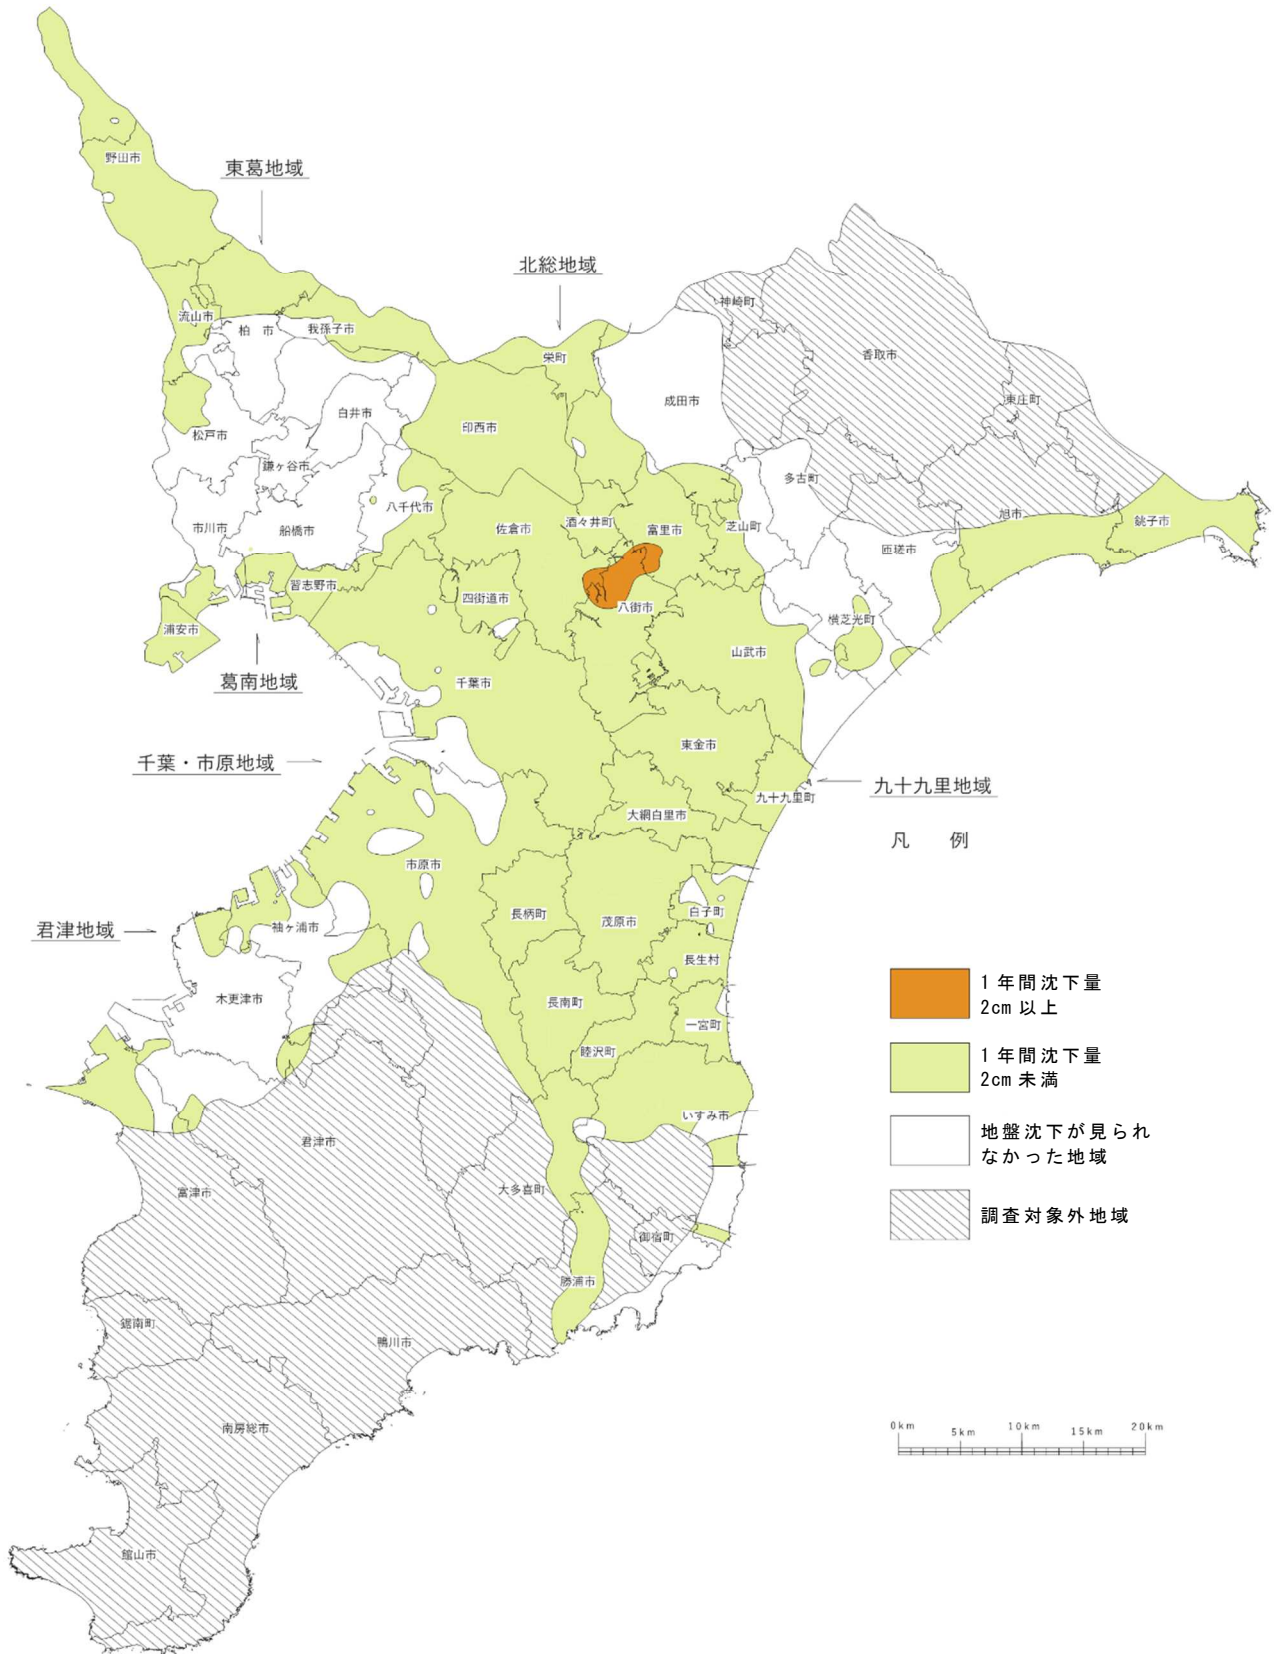 野田市
東葛地域
北総地域
神崎町
流山市
柏 市
我孫子市
栄町
香取市
成田市
東庄町
白井市
印西市
松戸市
鎌ヶ谷市
多古町
八千代市
市川市
船橋市
佐倉市
酒々井町
富里市
芝山町
旭市
銚子市
匝瑳市
習志野市
四街道市
八街市
横芝光町
浦安市
山武市
葛南地域
千葉市
東金市
千葉・市原地域
九十九里町
九十九里地域
大網白里市
凡 例
市原市
長柄町
茂原市
白子町
袖ヶ浦市
君津地域
長生村
木更津市
長南町
一宮町
1年間沈下量
2cm以上
睦沢町
1年間沈下量
2cm未満
いすみ市
君津市
地盤沈下が見られ
なかった地域
富津市
大多喜町
調査対象外地域
御宿町
勝浦市
鋸南町
鴨川市
南房総市
0km
5km
10km
15km
20km
館山市